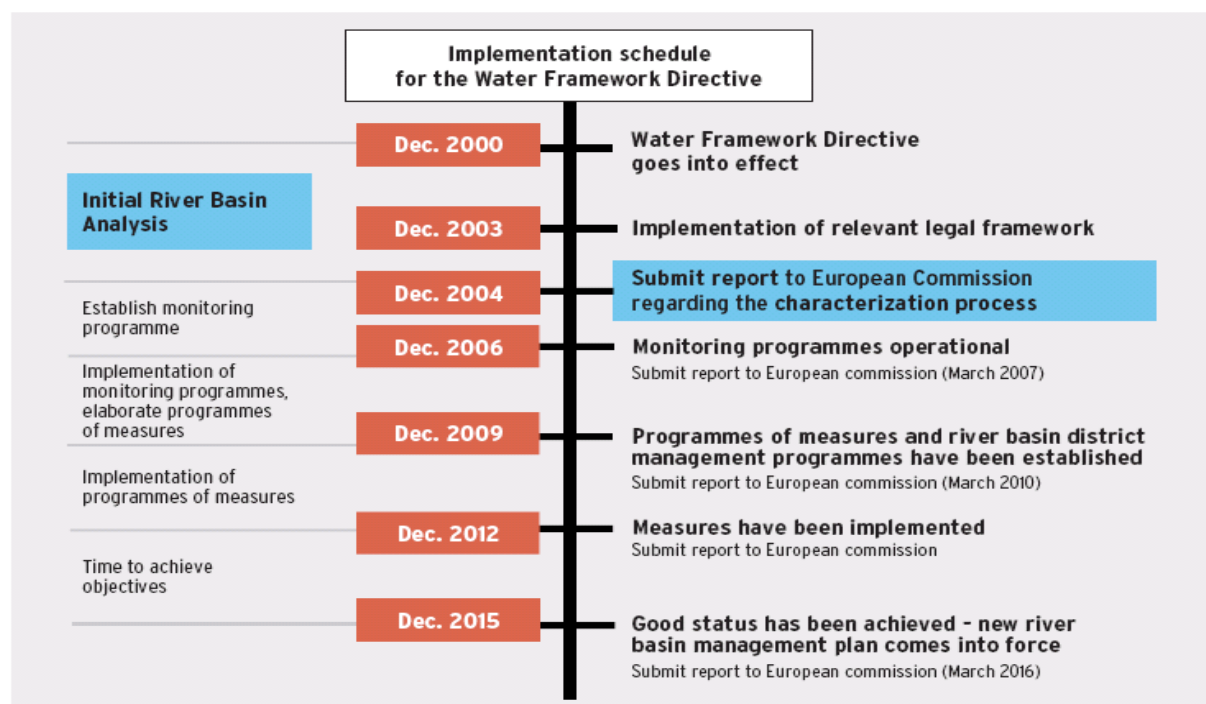 Implementation schedule
for the Water Framework Directive
Dec. 2000
Water Framework Directive
goes into effect
Initial River Basin
Analysis
Dec. 2003
Implementation of relevant legal framework
Dec. 2004
Submit report to European Commission
regarding the characterization process
Establish monitoring
programme
Dec. 2006
Monitoring programmes operational
Submit report to European commission (March 2007)
Implementation of
monitoring programmes,
elaborate programmes
of measures
Dec. 2009
Programmes of measures and river basin district
management programmes have been established
Submit report to European commission (March 2010)
Implementation of
programmes of measures
Dec. 2012
Measures have been implemented
Submit report to European commission
Time to achieve
objectives
Dec. 2015
Good status has been achieved - new river
basin management plan comes into force
Submit report to European commission (March 2016)